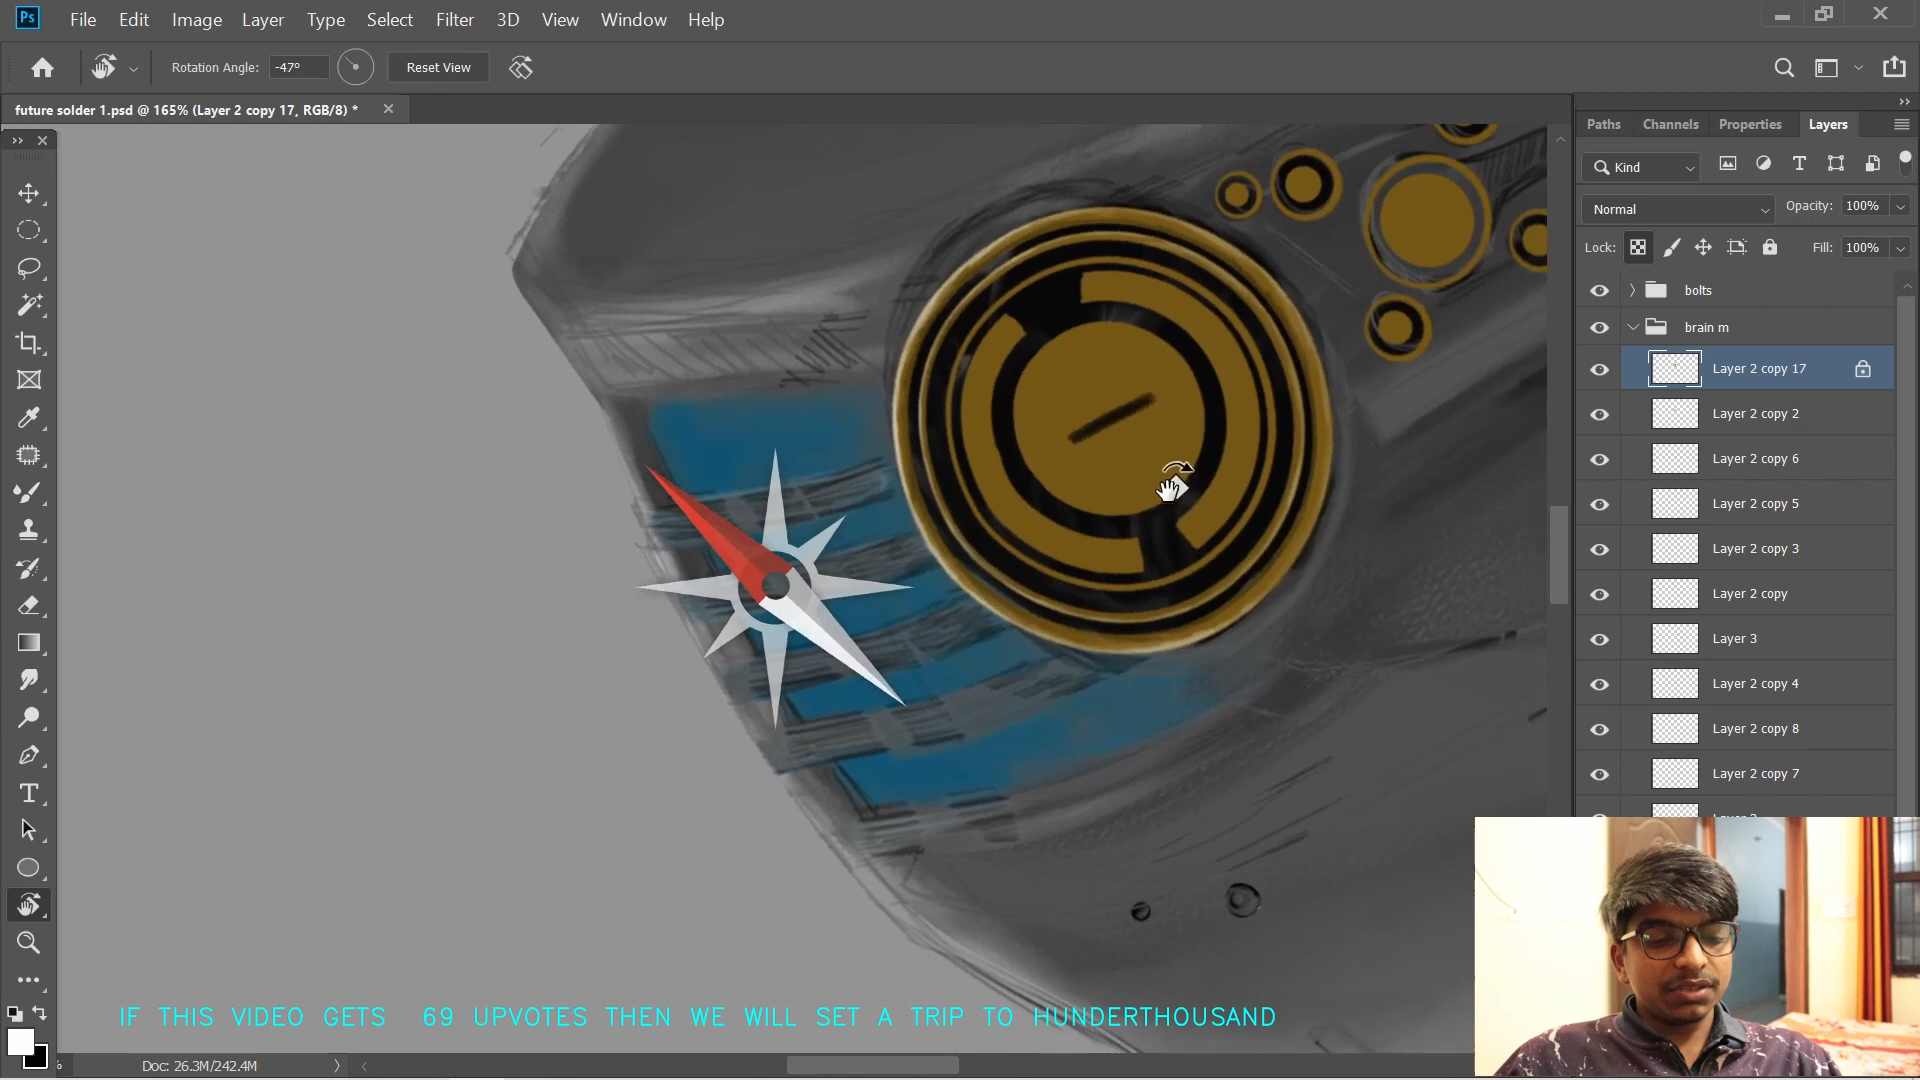 Ps File Edit Image Layer Type Select Filter 3D View Window Help
Rotation Angle: -47° Reset View
future solder 1.psd @ 165% (Layer 2 copy 17, RGB/8) *
Paths Channels Properties Layers
Kind
Normal Opacity: 100%
Lock: Fill: 100%
bolts
brain m
Layer 2 copy 17
Layer 2 copy 2
Layer 2 copy 6
Layer 2 copy 5
Layer 2 copy 3
Layer 2 copy
Layer 3
Layer 2 copy 4
Layer 2 copy 8
Layer 2 copy 7
IF THIS VIDEO GETS 69 UPVOTES THEN WE WILL SET A TRIP TO HUNDERTHOUSAND
% Doc: 26.3M/242.4M